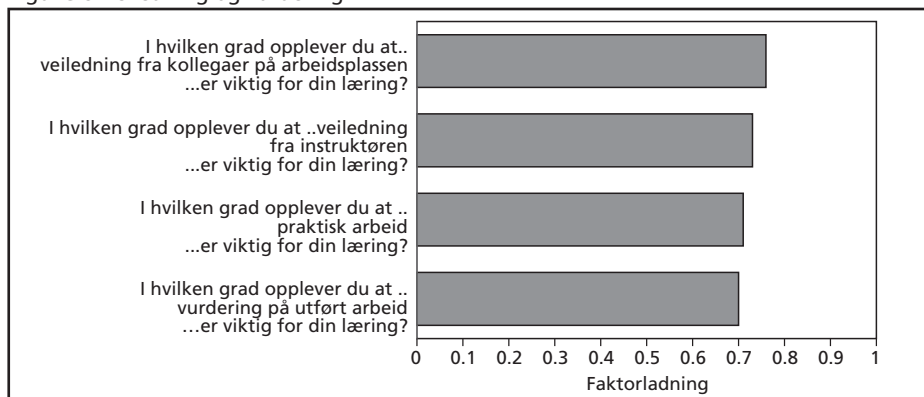 I hvilken grad opplever du at..
veiledning fra kollegaer på arbeidsplassen
...er viktig for din læring?
I hvilken grad opplever du at ..veiledning
fra instruktøren
...er viktig for din læring?
I hvilken grad opplever du at ..
praktisk arbeid
...er viktig for din læring?
I hvilken grad opplever du at ..
vurdering på utført arbeid
...er viktig for din læring?
0 0.1 0.2 0.3 0.4 0.5 0.6 0.7 0.8 0.9 1
Faktorladning